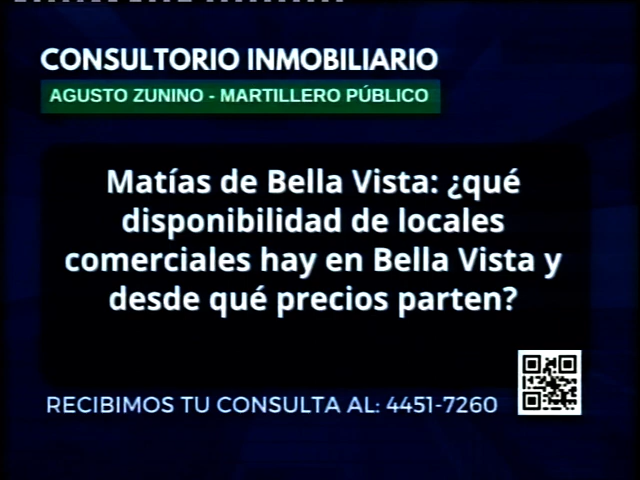 CONSULTORIO INMOBILIARIO
AGUSTO ZUNINO - MARTILLERO PÚBLICO
Matías de Bella Vista: ¿qué
disponibilidad de locales
comerciales hay en Bella Vista y
desde qué precios parten?
RECIBIMOS TU CONSULTA AL: 4451-7260